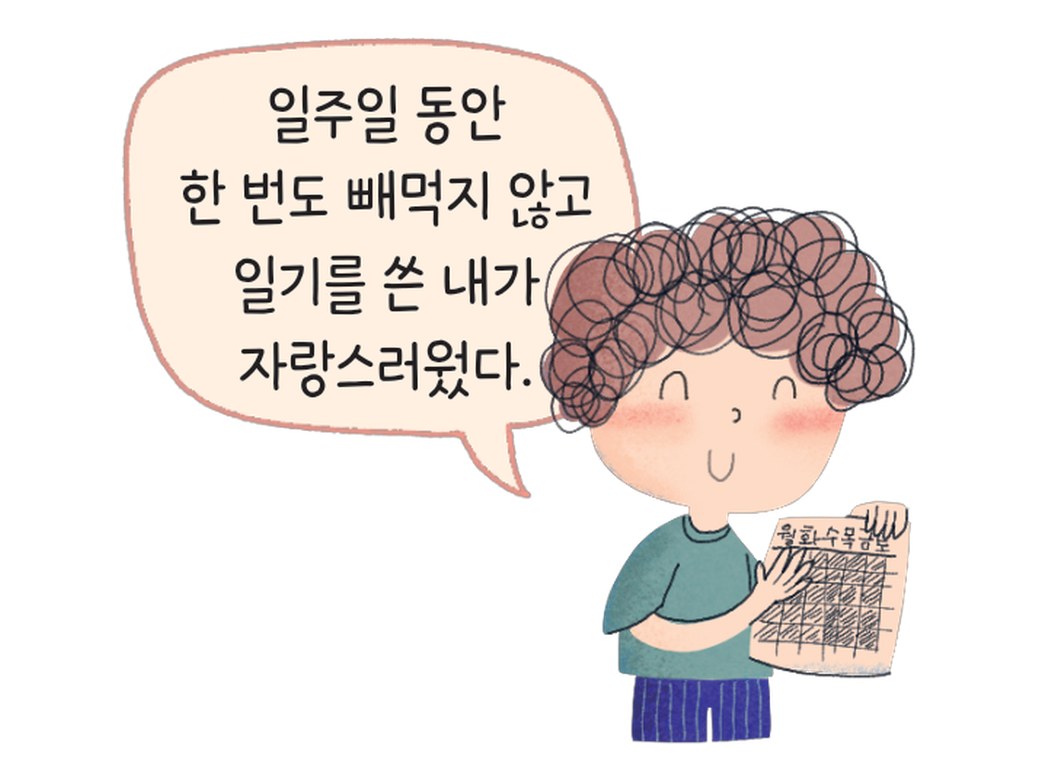 일주일 동안
한 번도 빼먹지 않고
일기를 쓴 내가
자랑스러웠다.
월화수목금토